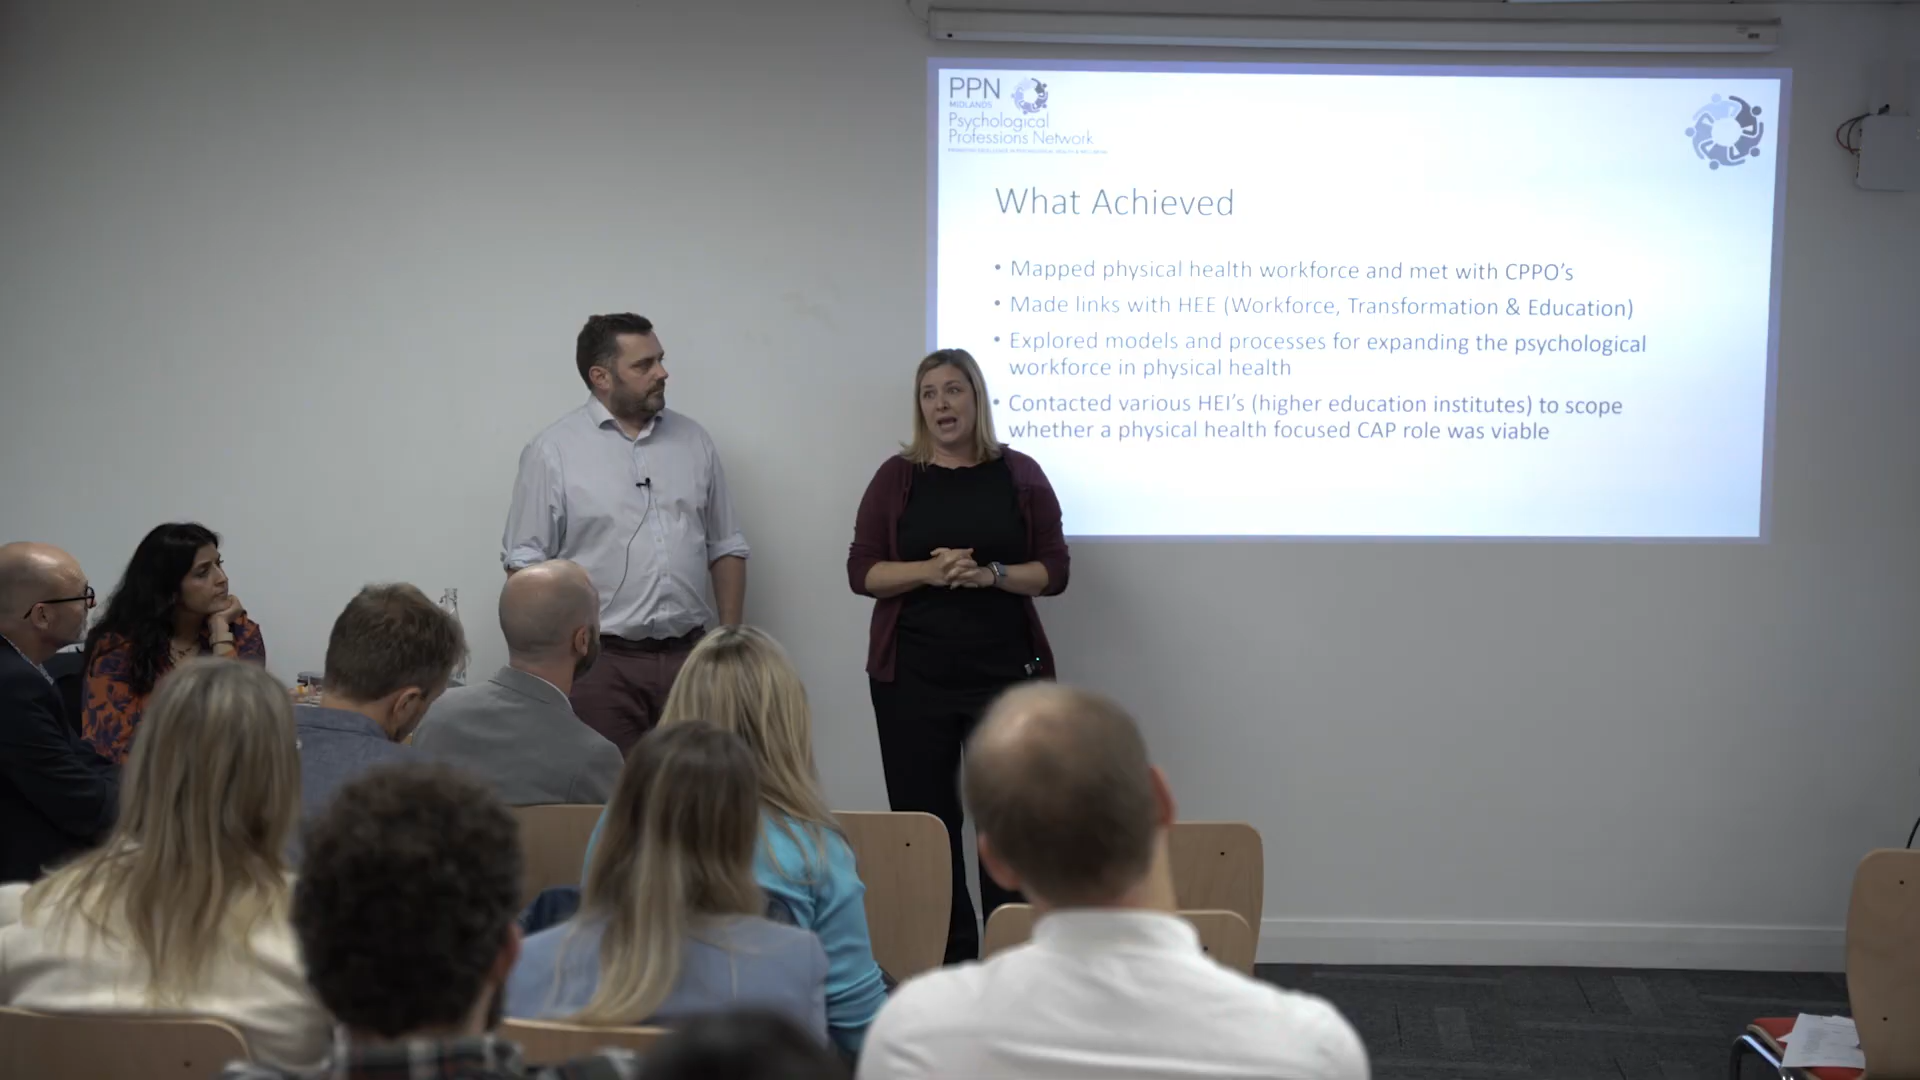 PPN
MIDLANDS
Psychological
Professions Network
What Achieved
• Mapped physical health workforce and met with CPPO's
• Made links with HEE (Workforce, Transformation & Education)
• Explored models and processes for expanding the psychological
workforce in physical health
• Contacted various HEI's (higher education institutes) to scope
whether a physical health focused CAP role was viable